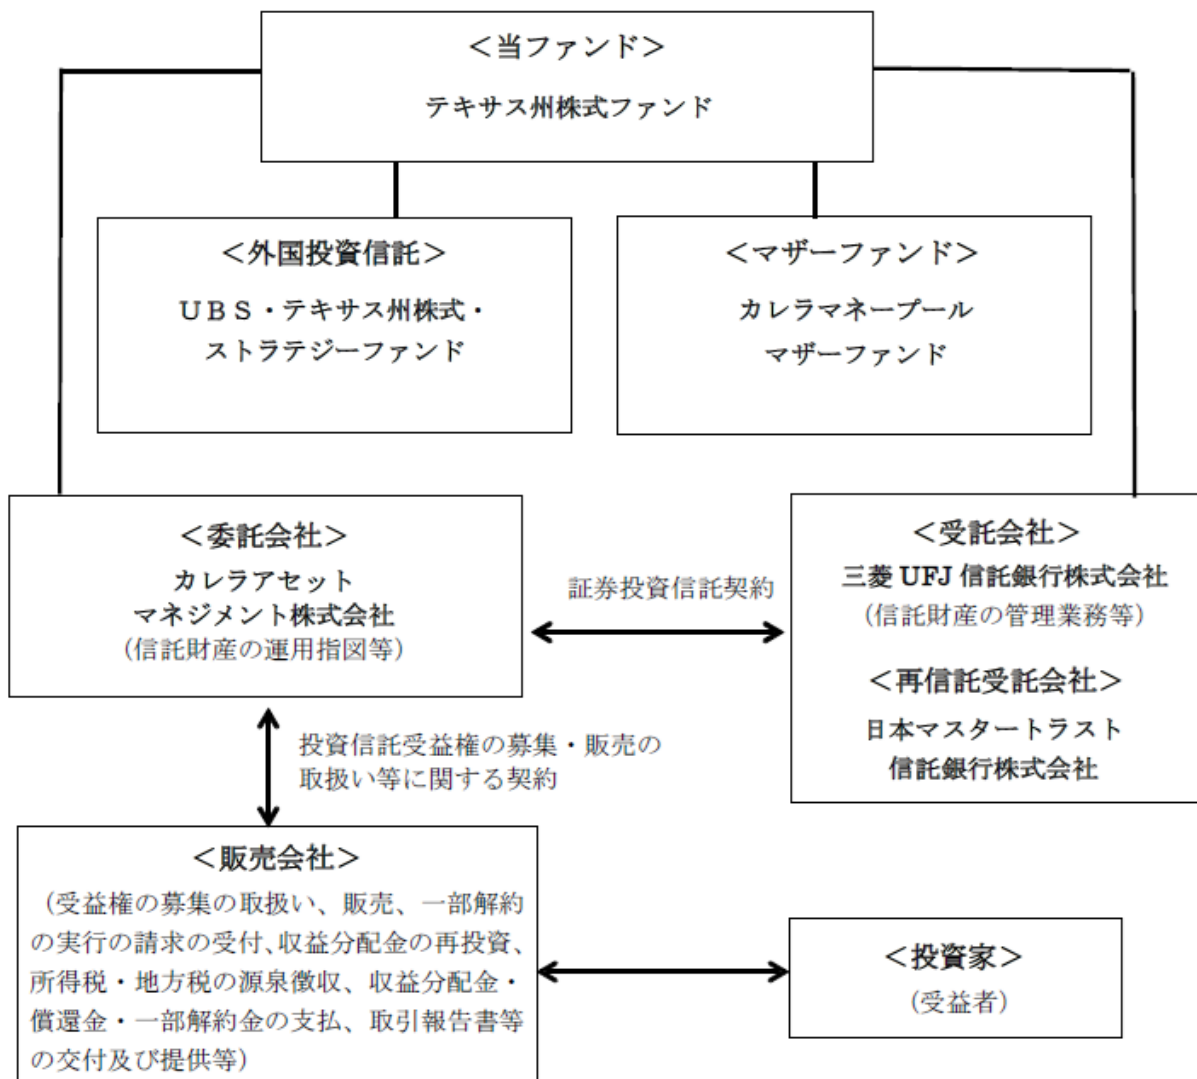 ＜当ファンド＞
テキサス州株式ファンド
＜外国投資信託＞
ＵＢＳ・テキサス州株式・
ストラテジーファンド
＜マザーファンド＞
カレラマネープール
マザーファンド
＜委託会社＞
カレラアセット
マネジメント株式会社
（信託財産の運用指図等）
証券投資信託契約
＜受託会社＞
三菱 UFJ 信託銀行株式会社
（信託財産の管理業務等）
＜再信託受託会社＞
日本マスタートラスト
信託銀行株式会社
投資信託受益権の募集・販売の
取扱い等に関する契約
＜販売会社＞
（受益権の募集の取扱い、販売、一部解約
の実行の請求の受付、収益分配金の再投資、
所得税・地方税の源泉徴収、収益分配金・
償還金・一部解約金の支払、取引報告書等
の交付及び提供等）
＜投資家＞
（受益者）